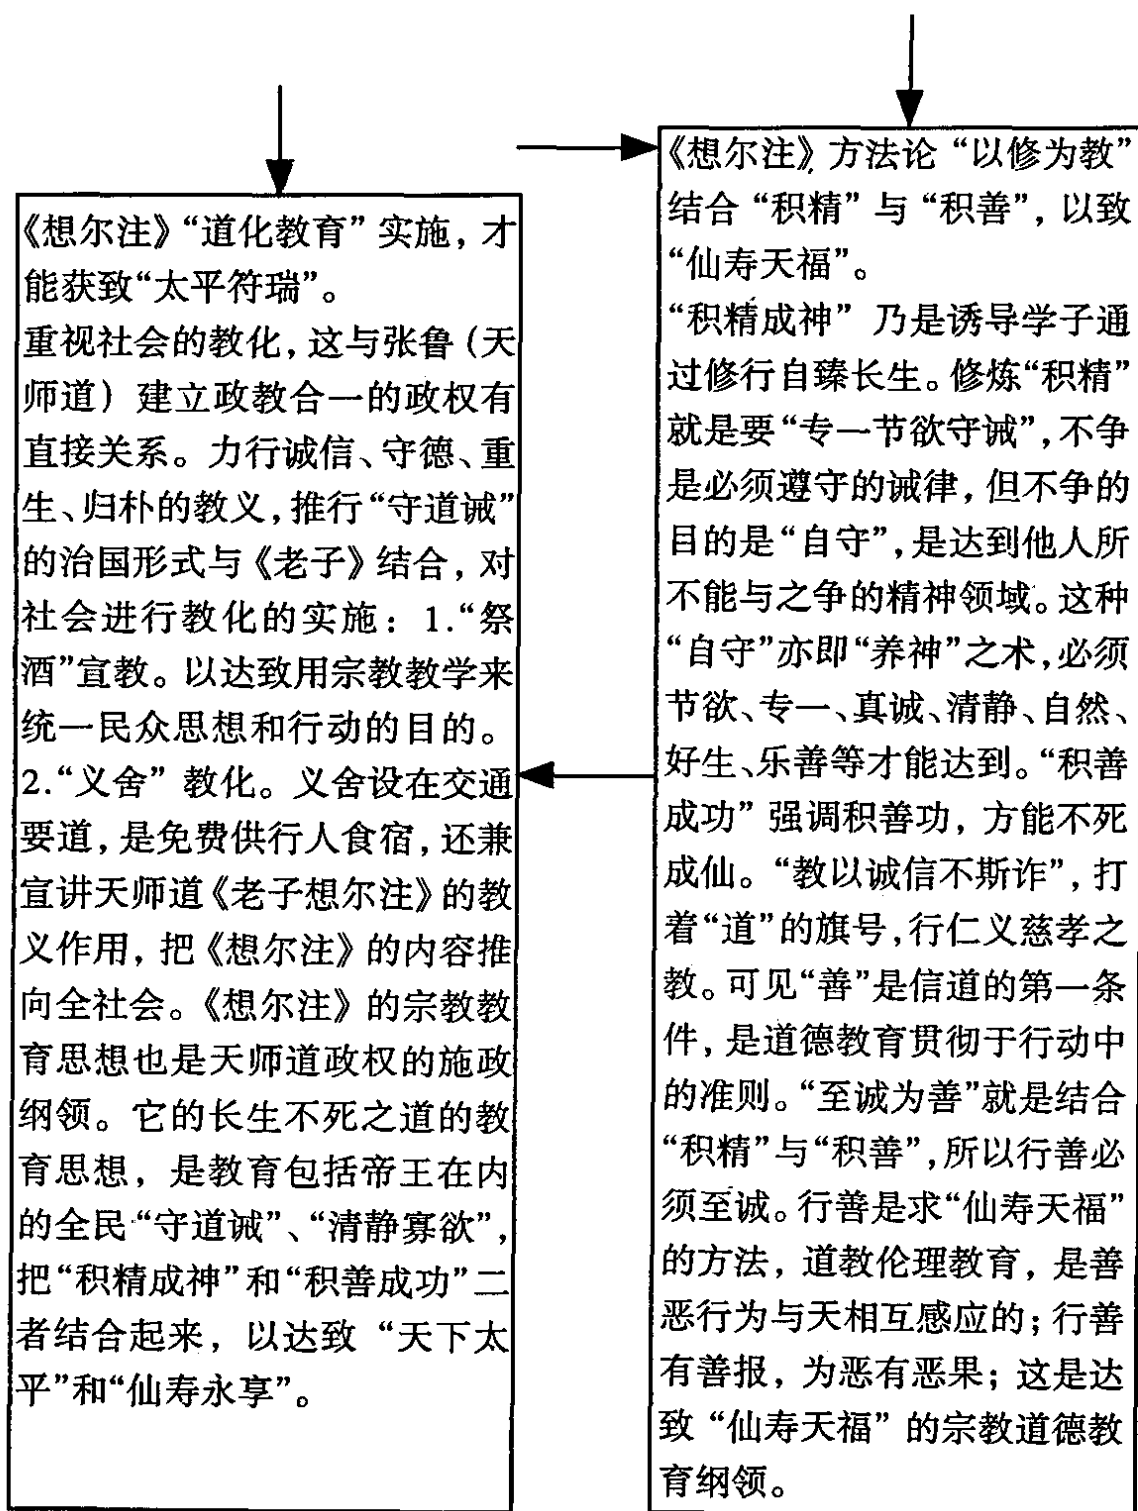 《想尔注》“道化教育”实施，才
能获致“太平符瑞”。
重视社会的教化，这与张鲁（天
师道）建立政教合一的政权有
直接关系。力行诚信、守德、重
生、归朴的教义，推行“守道诫”
的治国形式与《老子》结合，对
社会进行教化的实施：1.“祭
酒”宣教。以达致用宗教教学来
统一民众思想和行动的目的。
2.“义舍”教化。义舍设在交通
要道，是免费供行人食宿，还兼
宣讲天师道《老子想尔注》的教
义作用，把《想尔注》的内容推
向全社会。《想尔注》的宗教教
育思想也是天师道政权的施政
纲领。它的长生不死之道的教
育思想，是教育包括帝王在内
的全民“守道诫”、“清静寡欲”，
把“积精成神”和“积善成功”二
者结合起来，以达致“天下太
平”和“仙寿永享”。
《想尔注》方法论“以修为教”
结合“积精”与“积善”，以致
“仙寿天福”。
“积精成神”乃是诱导学子通
过修行自臻长生。修炼“积精”
就是要“专一节欲守诫”，不争
是必须遵守的诫律，但不争的
目的是“自守”，是达到他人所
不能与之争的精神领域。这种
“自守”亦即“养神”之术，必须
节欲、专一、真诚、清静、自然、
好生、乐善等才能达到。“积善
成功”强调积善功，方能不死
成仙。“教以诚信不斯诈”，打
着“道”的旗号，行仁义慈孝之
教。可见“善”是信道的第一条
件，是道德教育贯彻于行动中
的准则。“至诚为善”就是结合
“积精”与“积善”，所以行善必
须至诚。行善是求“仙寿天福”
的方法，道教伦理教育，是善
恶行为与天相互感应的；行善
有善报，为恶有恶果；这是达
致“仙寿天福”的宗教道德教
育纲领。